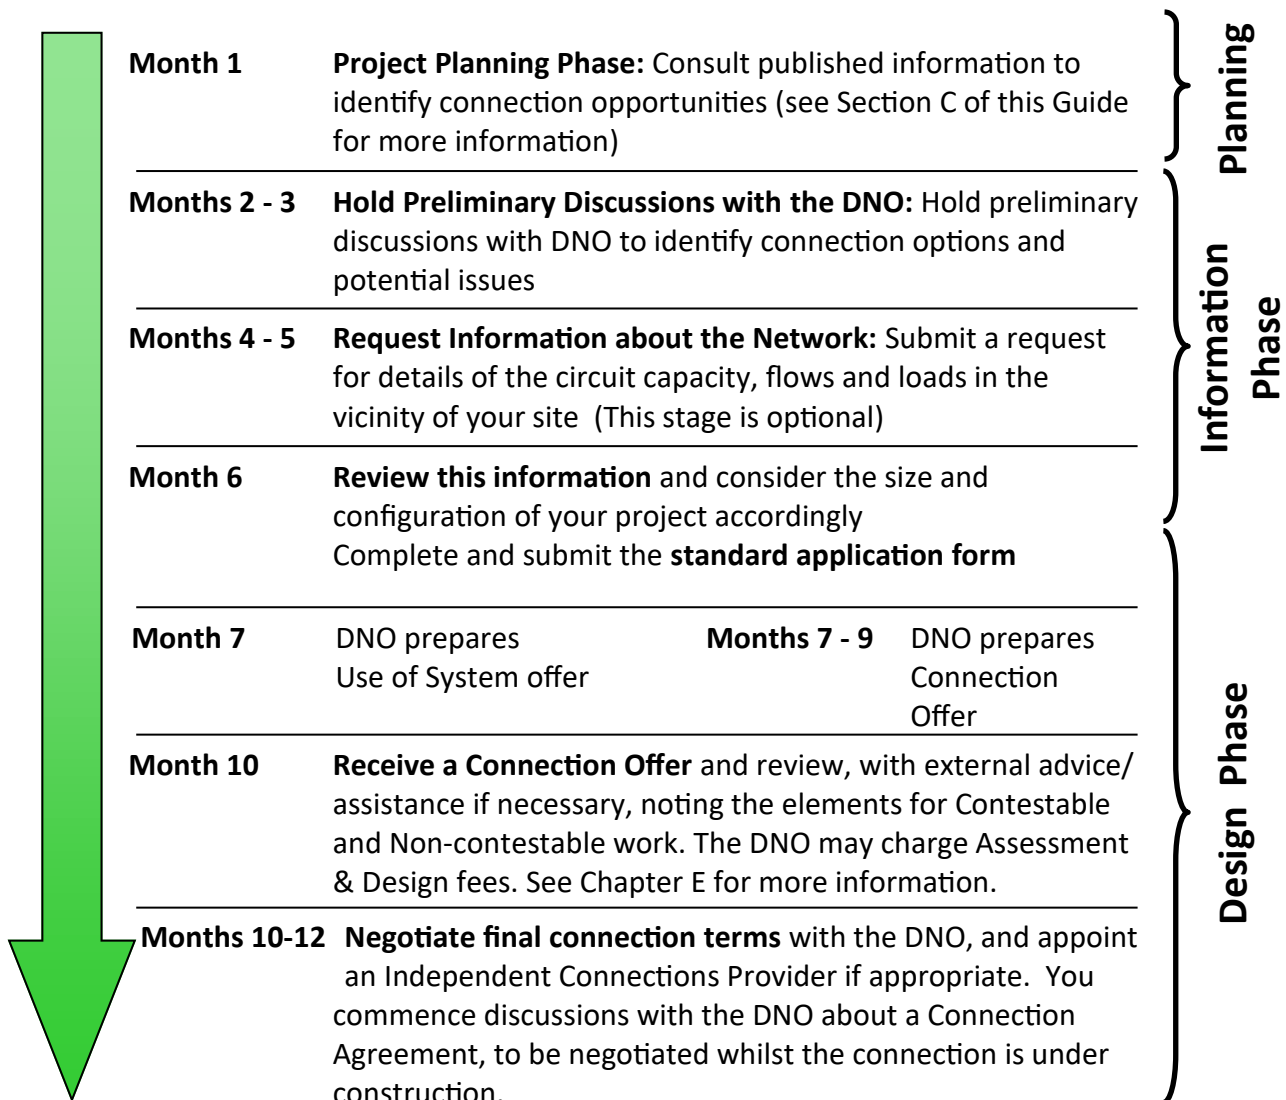 Month 1 Project Planning Phase: Consult published information to
identify connection opportunities (see Section C of this Guide
for more information)
Planning
Months 2 - 3 Hold Preliminary Discussions with the DNO: Hold preliminary
discussions with DNO to identify connection options and
potential issues
Months 4 - 5 Request Information about the Network: Submit a request
for details of the circuit capacity, flows and loads in the
vicinity of your site (This stage is optional)
Information
Phase
Month 6 Review this information and consider the size and
configuration of your project accordingly
Complete and submit the standard application form
Month 7 DNO prepares Months 7 - 9 DNO prepares
Use of System offer Connection
Offer
Month 10 Receive a Connection Offer and review, with external advice/
assistance if necessary, noting the elements for Contestable
and Non-contestable work. The DNO may charge Assessment
& Design fees. See Chapter E for more information.
Design Phase
Months 10-12 Negotiate final connection terms with the DNO, and appoint
an Independent Connections Provider if appropriate. You
commence discussions with the DNO about a Connection
Agreement, to be negotiated whilst the connection is under
construction.